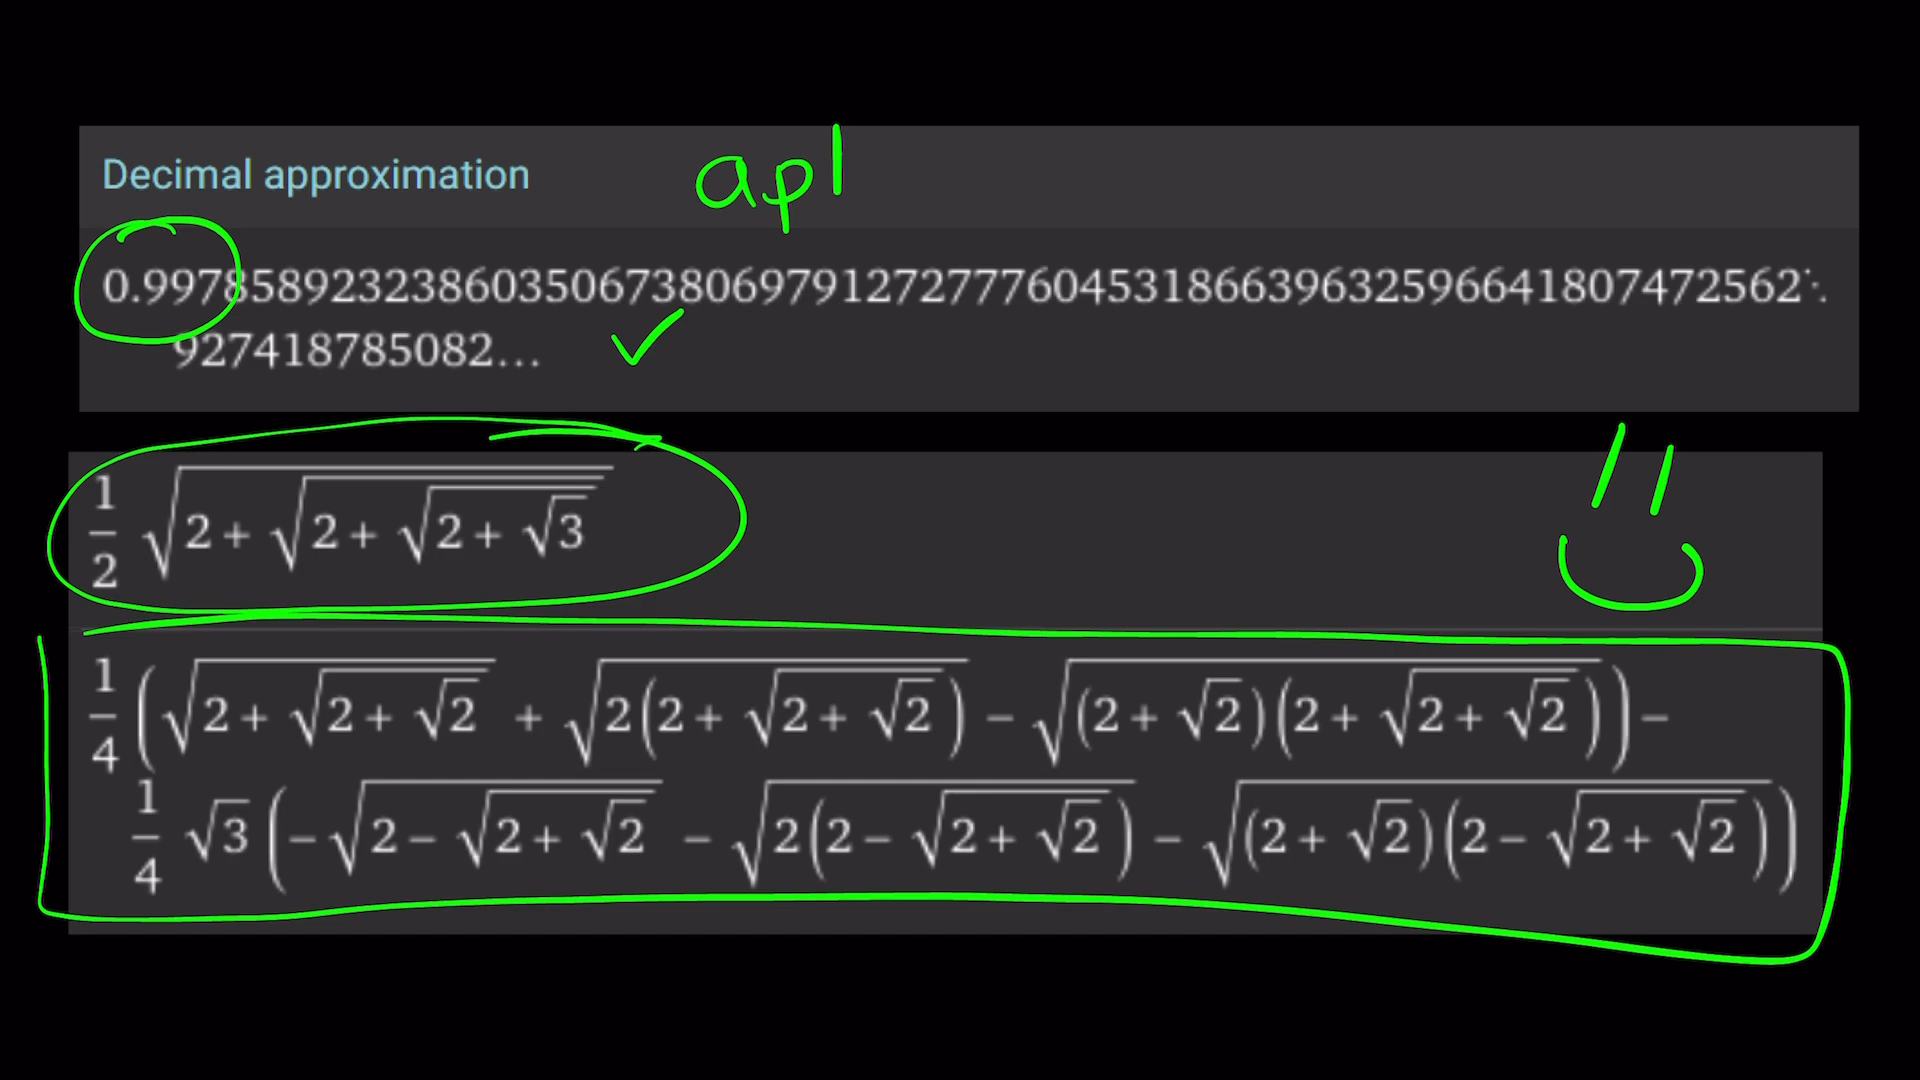 Decimal approximation apl
0.99785892323860350673806979127277760453186639632596641807472562⋱
927418785082...
1/2 √(2 + √(2 + √(2 + √3)))
1/4 (√(2 + √(2 + √2)) + √(2(2 + √(2 + √2))) − √((2 + √2)(2 + √(2 + √2)))) −
1/4 √3 (−√(2 − √(2 + √2)) − √(2(2 − √(2 + √2))) − √((2 + √2)(2 − √(2 + √2))))